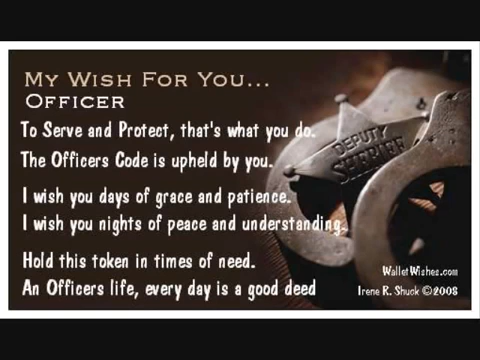 My Wish For You...
Officer
To Serve and Protect, that's what you do.
The Officers Code is upheld by you.
I wish you days of grace and patience.
I wish you nights of peace and understanding.
Hold this token in times of need.
An Officers life, every day is a good deed
DEPUTY
SHERIFF
WalletWishes.com
Irene R. Shuck ©2008